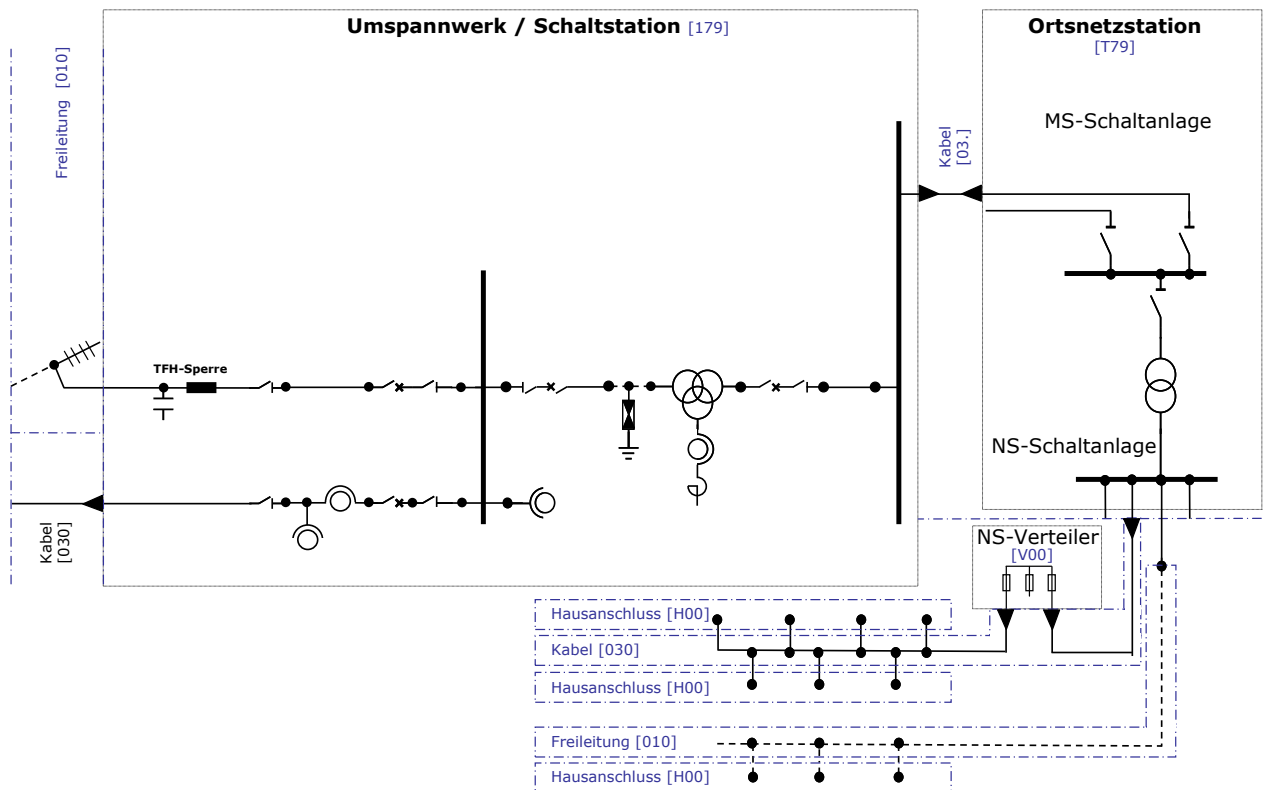 Umspannwerk / Schaltstation [179]
Ortsnetzstation
[T79]
Freileitung [010]
MS-Schaltanlage
Kabel
[03.]
TFH-Sperre
NS-Schaltanlage
Kabel
[030]
NS-Verteiler
[V00]
Hausanschluss [H00]
Kabel [030]
Hausanschluss [H00]
Freileitung [010]
Hausanschluss [H00]